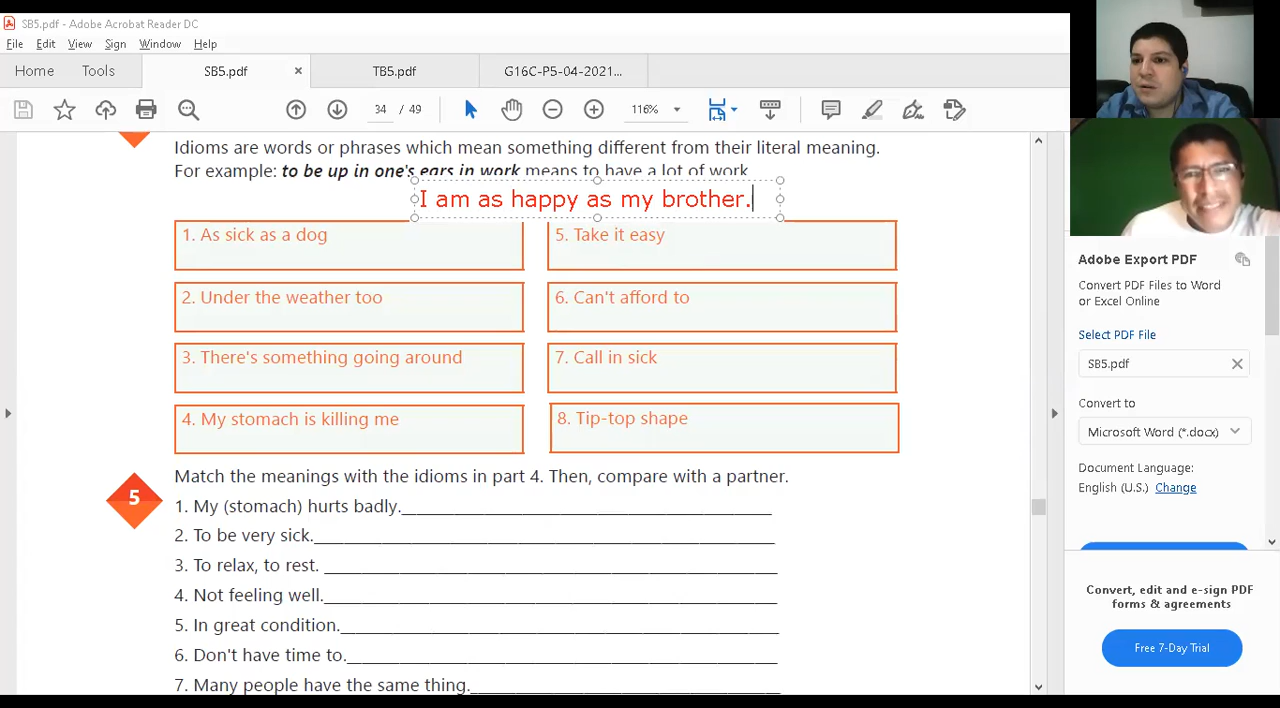 SB5.pdf - Adobe Acrobat Reader DC
File Edit View Sign Window Help
Home Tools SB5.pdf × TB5.pdf G16C-P5-04-2021...
34 / 49 116%
Idioms are words or phrases which mean something different from their literal meaning.
For example: to be up in one's ears in work means to have a lot of work
I am as happy as my brother.
1. As sick as a dog
5. Take it easy
2. Under the weather too
6. Can't afford to
3. There's something going around
7. Call in sick
4. My stomach is killing me
8. Tip-top shape
5
Match the meanings with the idioms in part 4. Then, compare with a partner.
1. My (stomach) hurts badly.
2. To be very sick.
3. To relax, to rest.
4. Not feeling well.
5. In great condition.
6. Don't have time to.
7. Many people have the same thing.
Adobe Export PDF
Convert PDF Files to Word
or Excel Online
Select PDF File
SB5.pdf
Convert to
Microsoft Word (*.docx)
Document Language:
English (U.S.) Change
Convert, edit and e-sign PDF
forms & agreements
Free 7-Day Trial